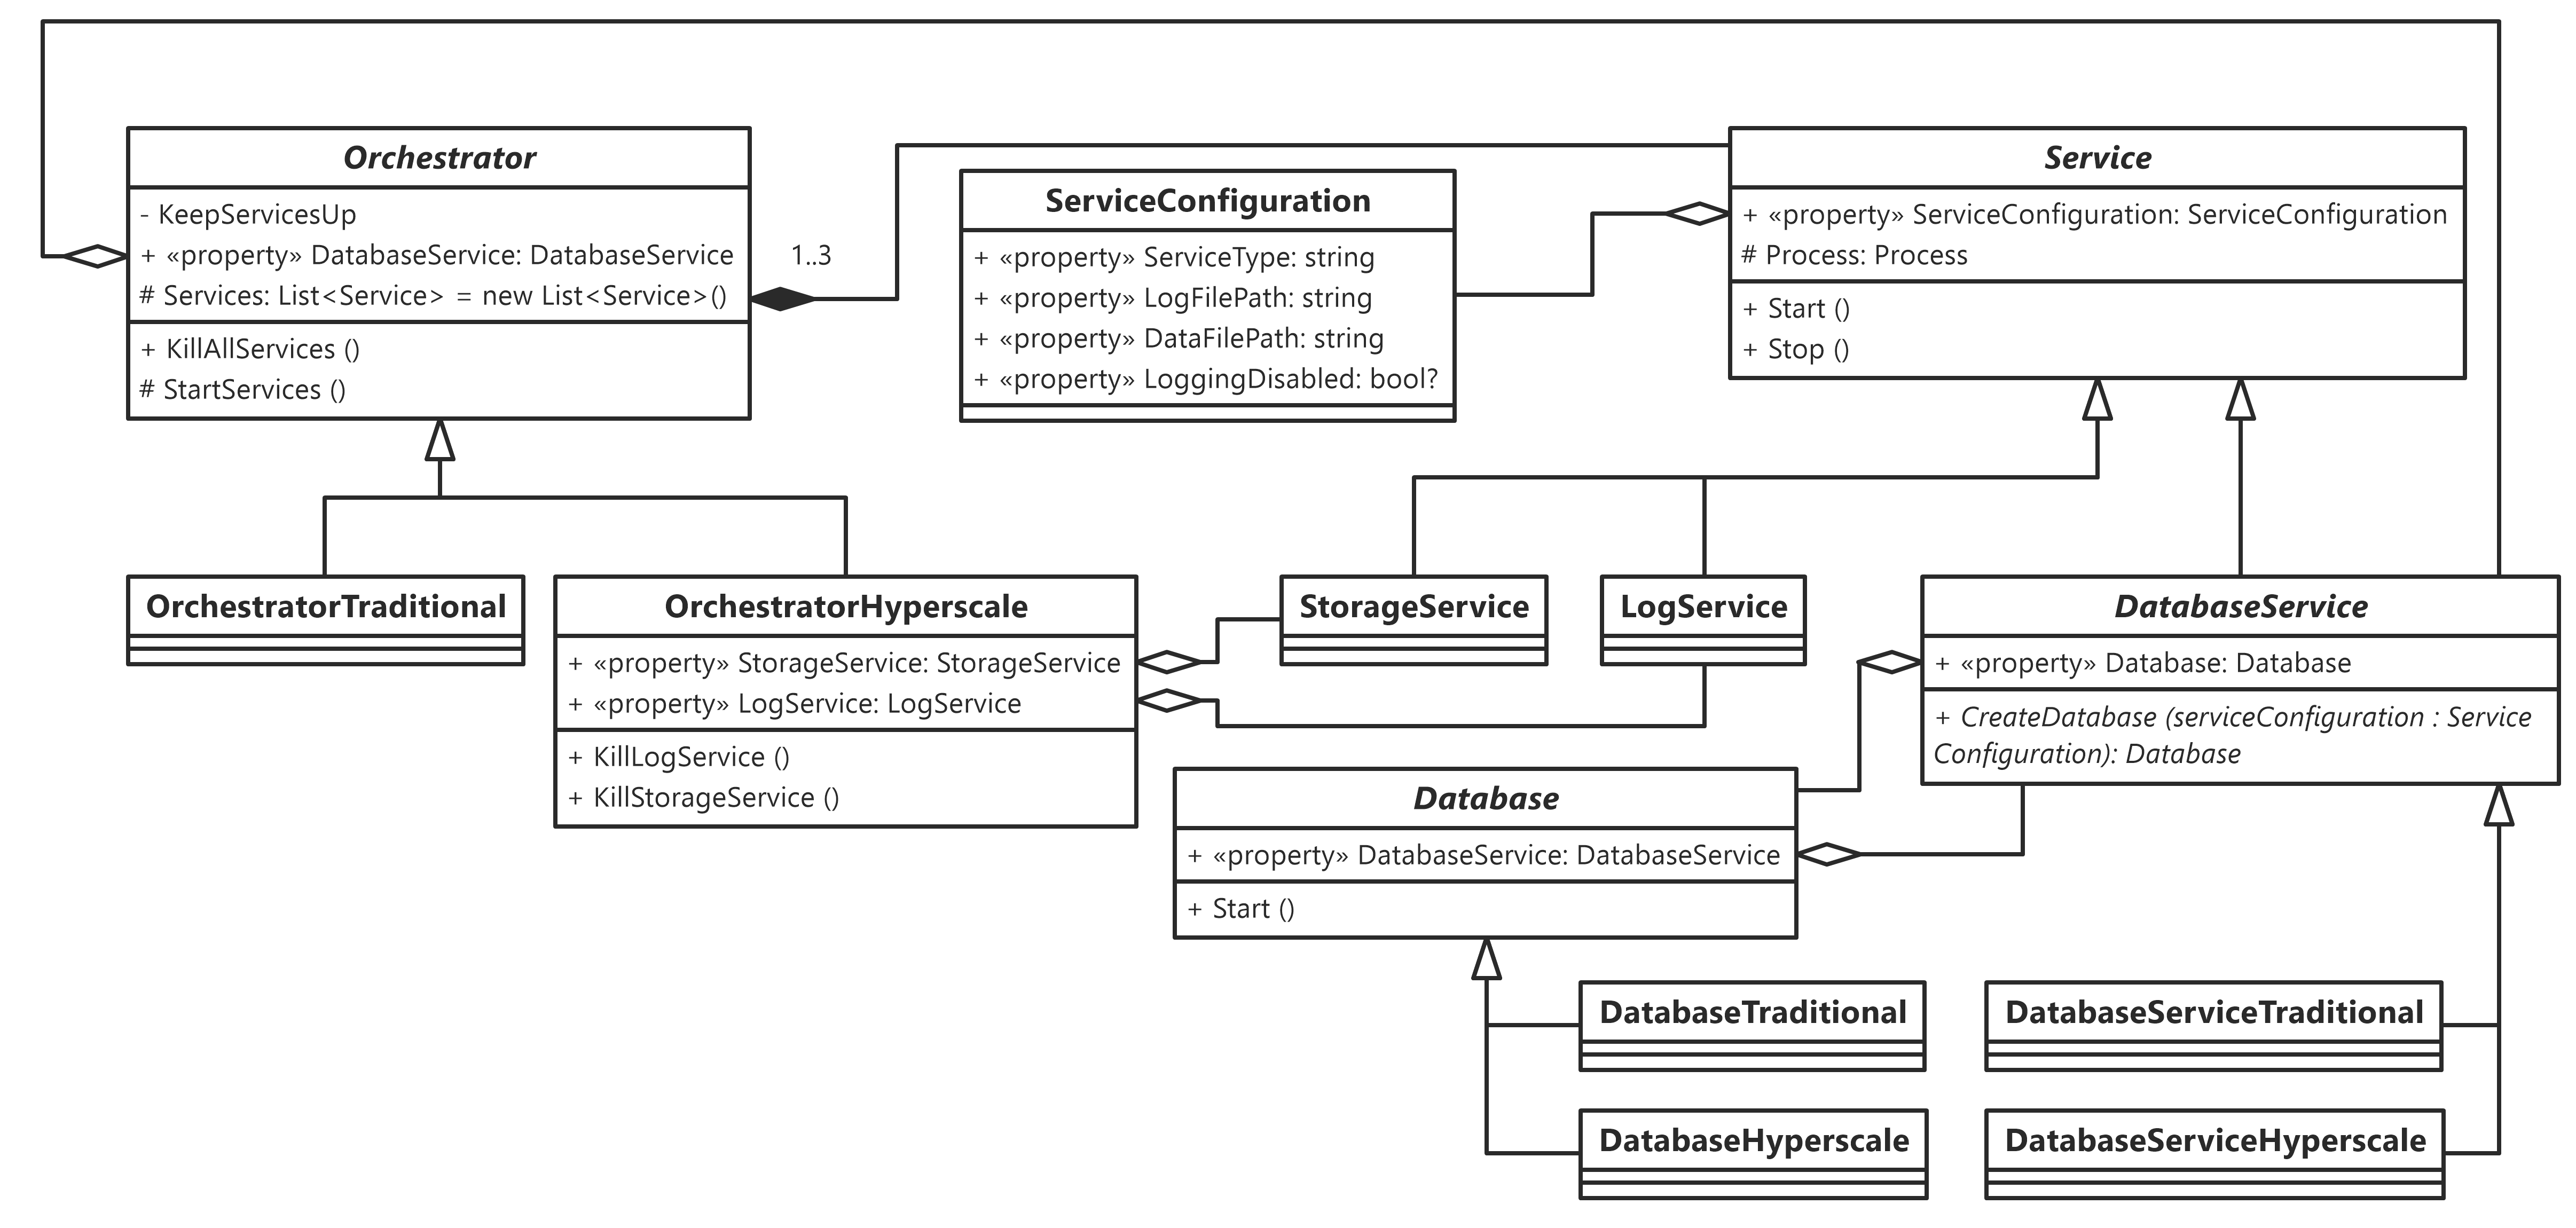 Orchestrator
- KeepServicesUp
+ «property» DatabaseService: DatabaseService
# Services: List<Service> = new List<Service>()
+ KillAllServices ()
# StartServices ()
1..3
ServiceConfiguration
+ «property» ServiceType: string
+ «property» LogFilePath: string
+ «property» DataFilePath: string
+ «property» LoggingDisabled: bool?
Service
+ «property» ServiceConfiguration: ServiceConfiguration
# Process: Process
+ Start ()
+ Stop ()
OrchestratorTraditional
OrchestratorHyperscale
+ «property» StorageService: StorageService
+ «property» LogService: LogService
+ KillLogService ()
+ KillStorageService ()
StorageService
LogService
DatabaseService
+ «property» Database: Database
+ CreateDatabase (serviceConfiguration : Service
Configuration): Database
Database
+ «property» DatabaseService: DatabaseService
+ Start ()
DatabaseTraditional
DatabaseServiceTraditional
DatabaseHyperscale
DatabaseServiceHyperscale